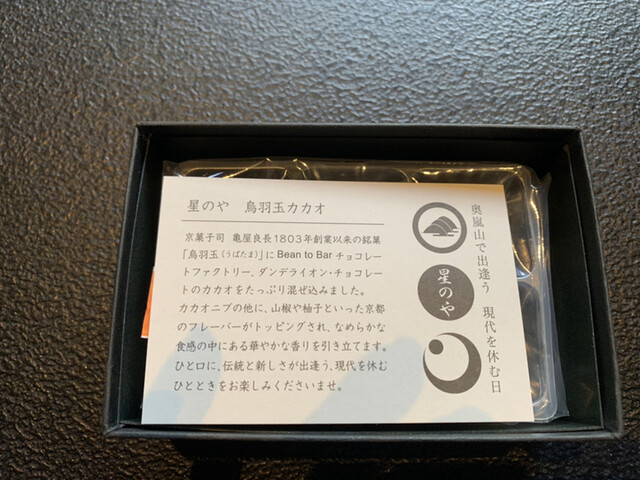 星のや　烏羽玉カカオ
京菓子司　亀屋良長1803年創業以来の銘菓
「烏羽玉（うばたま）」に Bean to Bar チョコレー
トファクトリー、ダンデライオン・チョコレー
トのカカオをたっぷり混ぜ込みました。
カカオニブの他に、山椒や柚子といった京都
のフレーバーがトッピングされ、なめらかな
食感の中にある華やかな香りを引き立てます。
ひと口に、伝統と新しさが出逢う、現代を休む
ひとときをお楽しみくださいませ。
奥嵐山で出逢う　現代を休む日
星のや